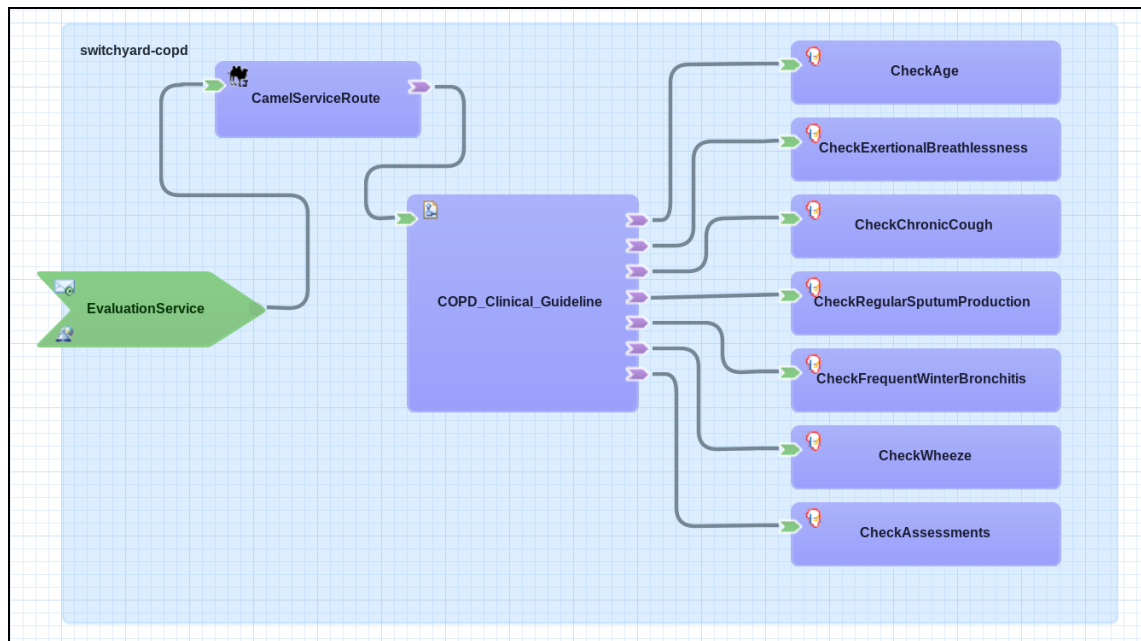 switchyard-copd
CamelServiceRoute
EvaluationService
COPD_Clinical_Guideline
CheckAge
CheckExertionalBreathlessness
CheckChronicCough
CheckRegularSputumProduction
CheckFrequentWinterBronchitis
CheckWheeze
CheckAssessments